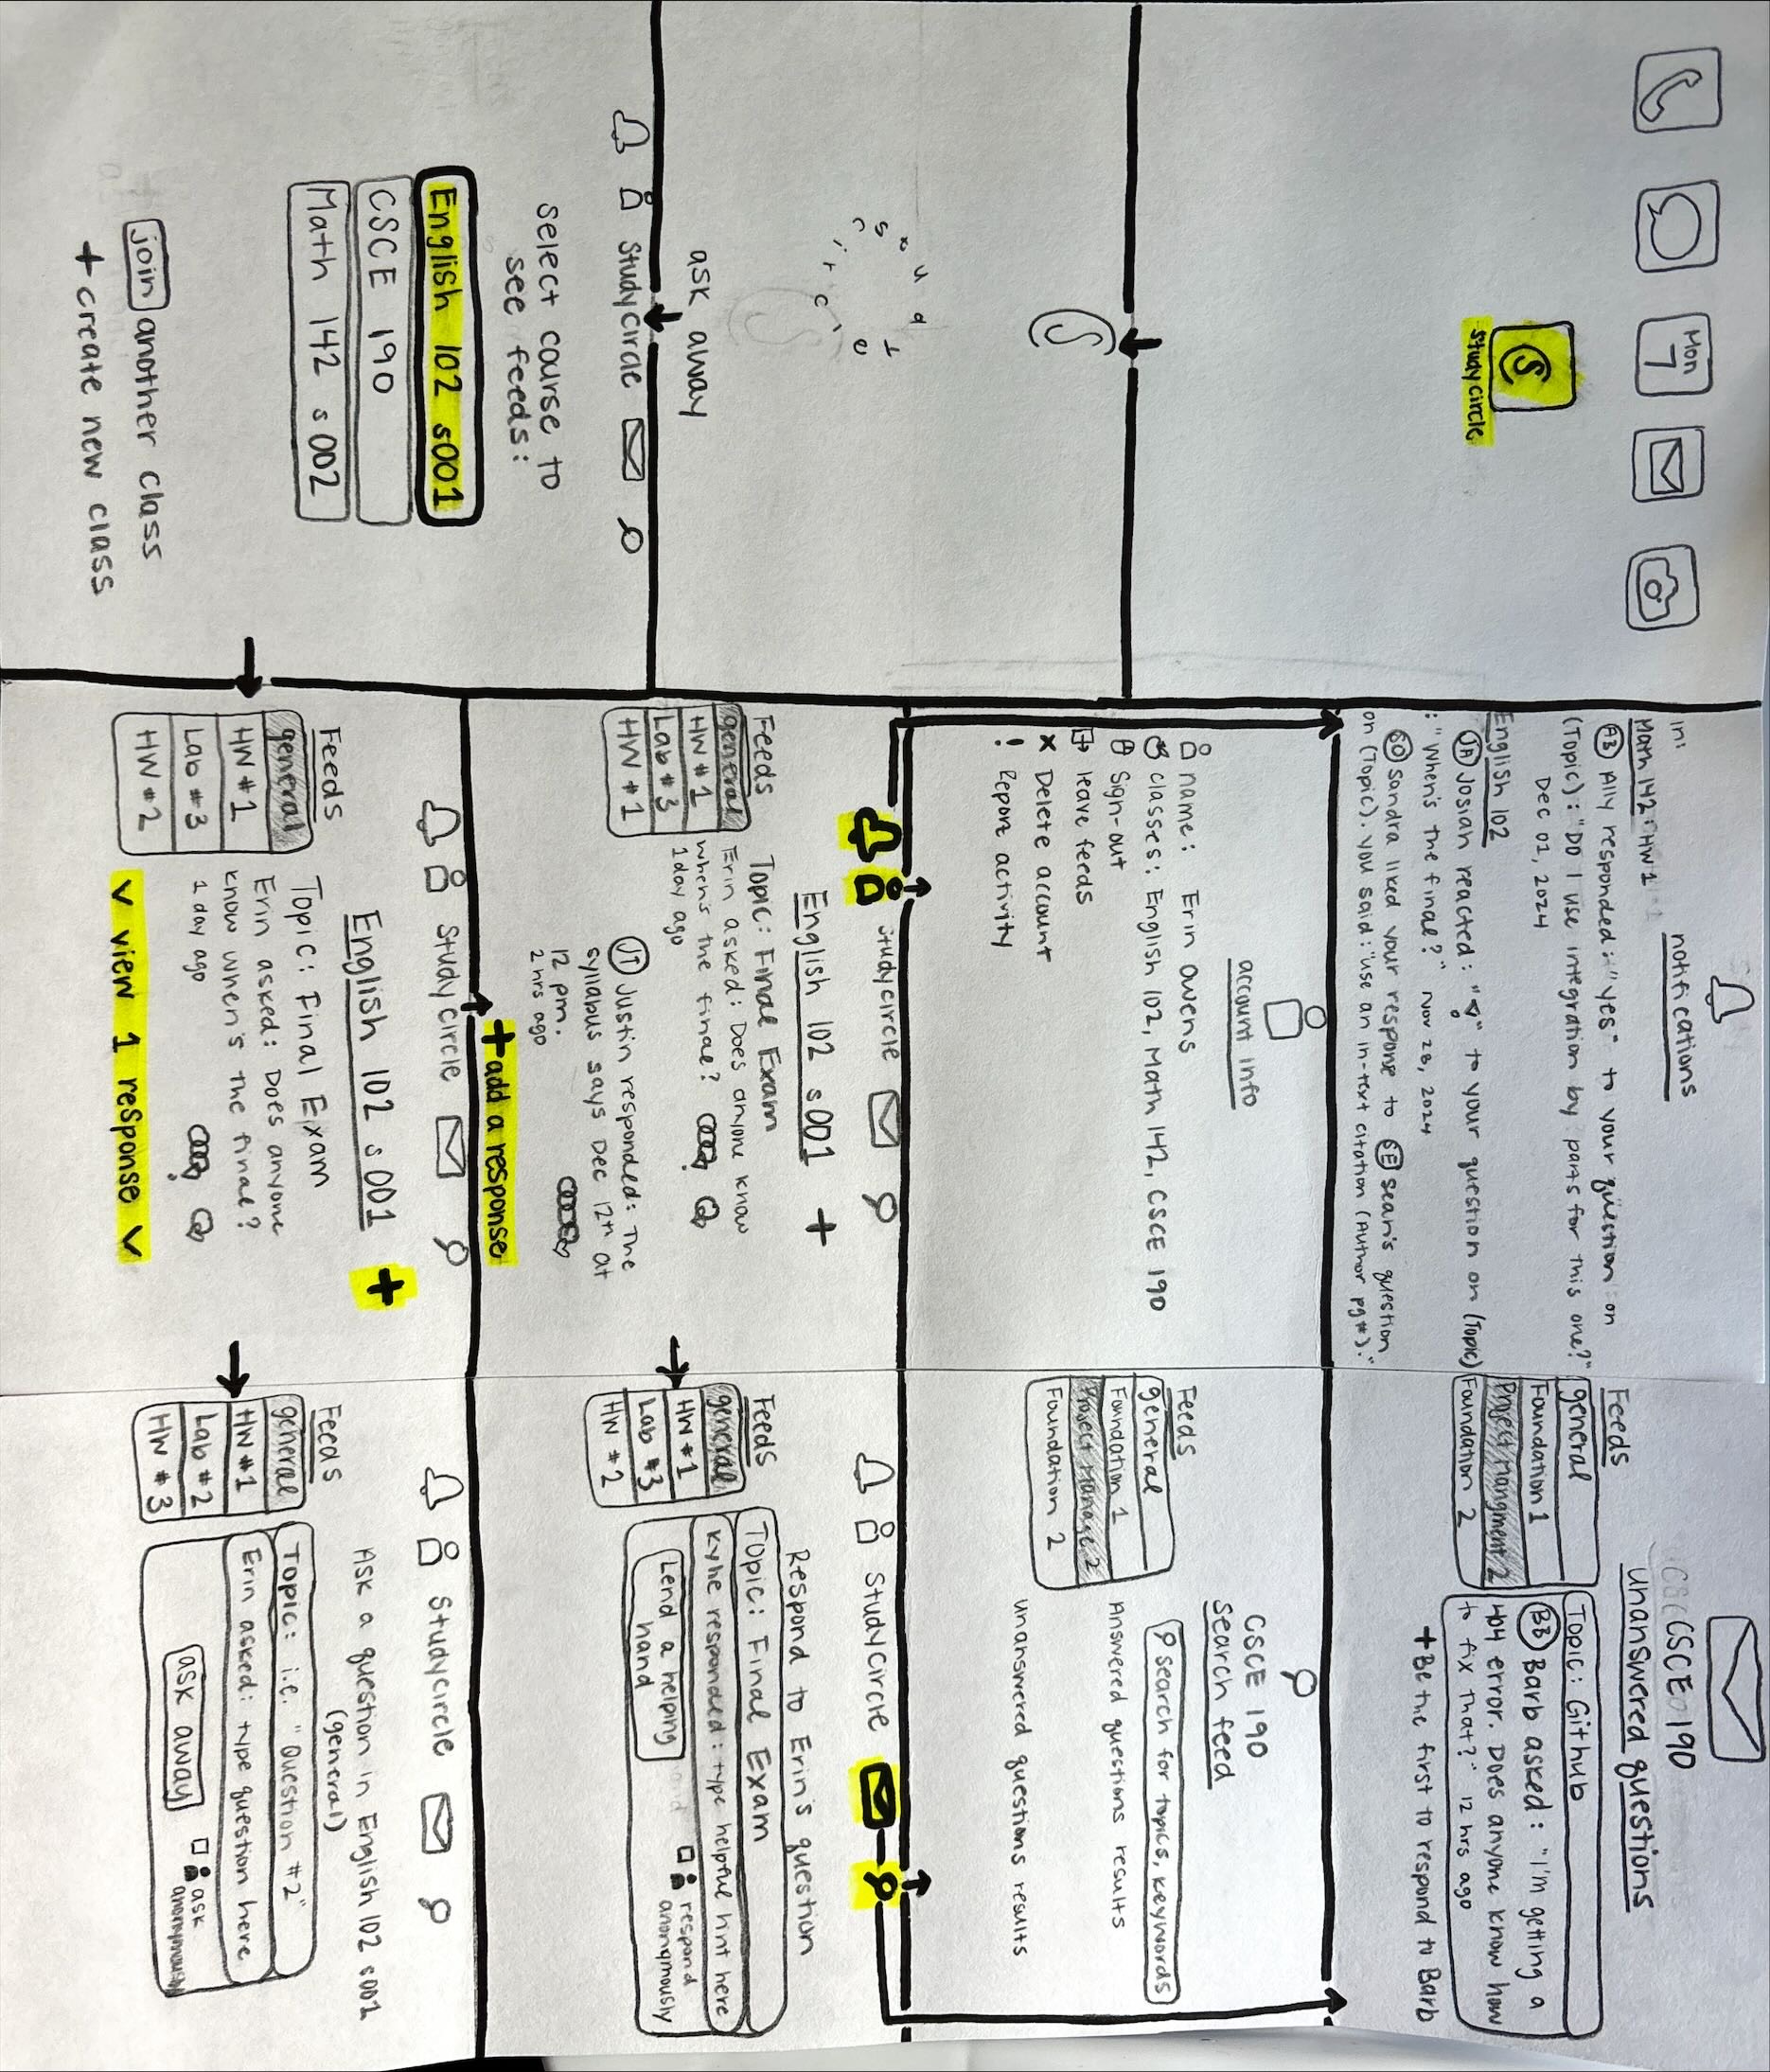 Mon
7
S
studycircle
S
studycircle
ask away
studycircle
select course to
see feeds:
English 102 s001
CSCE 190
Math 142 s002
join another class
+ create new class
notifications
in:
Math 142: HW1
AB Ally responded: "yes" to your question on
(Topic): "Do I use integration by parts for this one?"
Dec 02, 2024
English 102
JA Josiah reacted: "" to your question on (Topic)
: "When's the final?" Nov 28, 2024
SO Sandra liked your response to SE Sean's question
on (Topic). You said: "use an in-text citation (Author pg#)."
account info
name: Erin Owens
classes: English 102, Math 142, CSCE 190
Sign-out
leave feeds
x Delete account
! Report activity
studycircle
English 102 s001 +
Feeds
general
HW #1
Lab #3
HW #1
Topic: Final Exam
Erin asked: Does anyone know
when's the final?
1 day ago
JT Justin responded: The
syllabus says Dec 12th at
12 pm.
2 hrs ago
+ add a response
studycircle
English 102 s001 +
Feeds
general
HW #1
Lab #3
HW #2
Topic: Final Exam
Erin asked: Does anyone
know when's the final?
1 day ago
v view 1 response v
CSCE 190
unanswered questions
Feeds
general
Foundation 1
Project Mangment 2
Foundation 2
Topic: Github
BB Barb asked: "I'm getting a
404 error. Does anyone know how
to fix that?" 12 hrs ago
+ Be the first to respond to Barb
CSCE 190
search feed
Feeds
general
Foundation 1
Project Manage 2
Foundation 2
search for topics, keywords
Answered questions results
unanswered questions results
studycircle
Respond to Erin's question
Feeds
general
HW #1
Lab #3
HW #2
Topic: Final Exam
Kylie responded: type helpful hint here
Lend a helping
hand
respond
anonymously
studycircle
Ask a question in English 102 s001
(general)
Feeds
general
HW #1
Lab #2
HW #3
Topic: i.e. "Question #2"
Erin asked: type question here
ask away
ask
anonymously